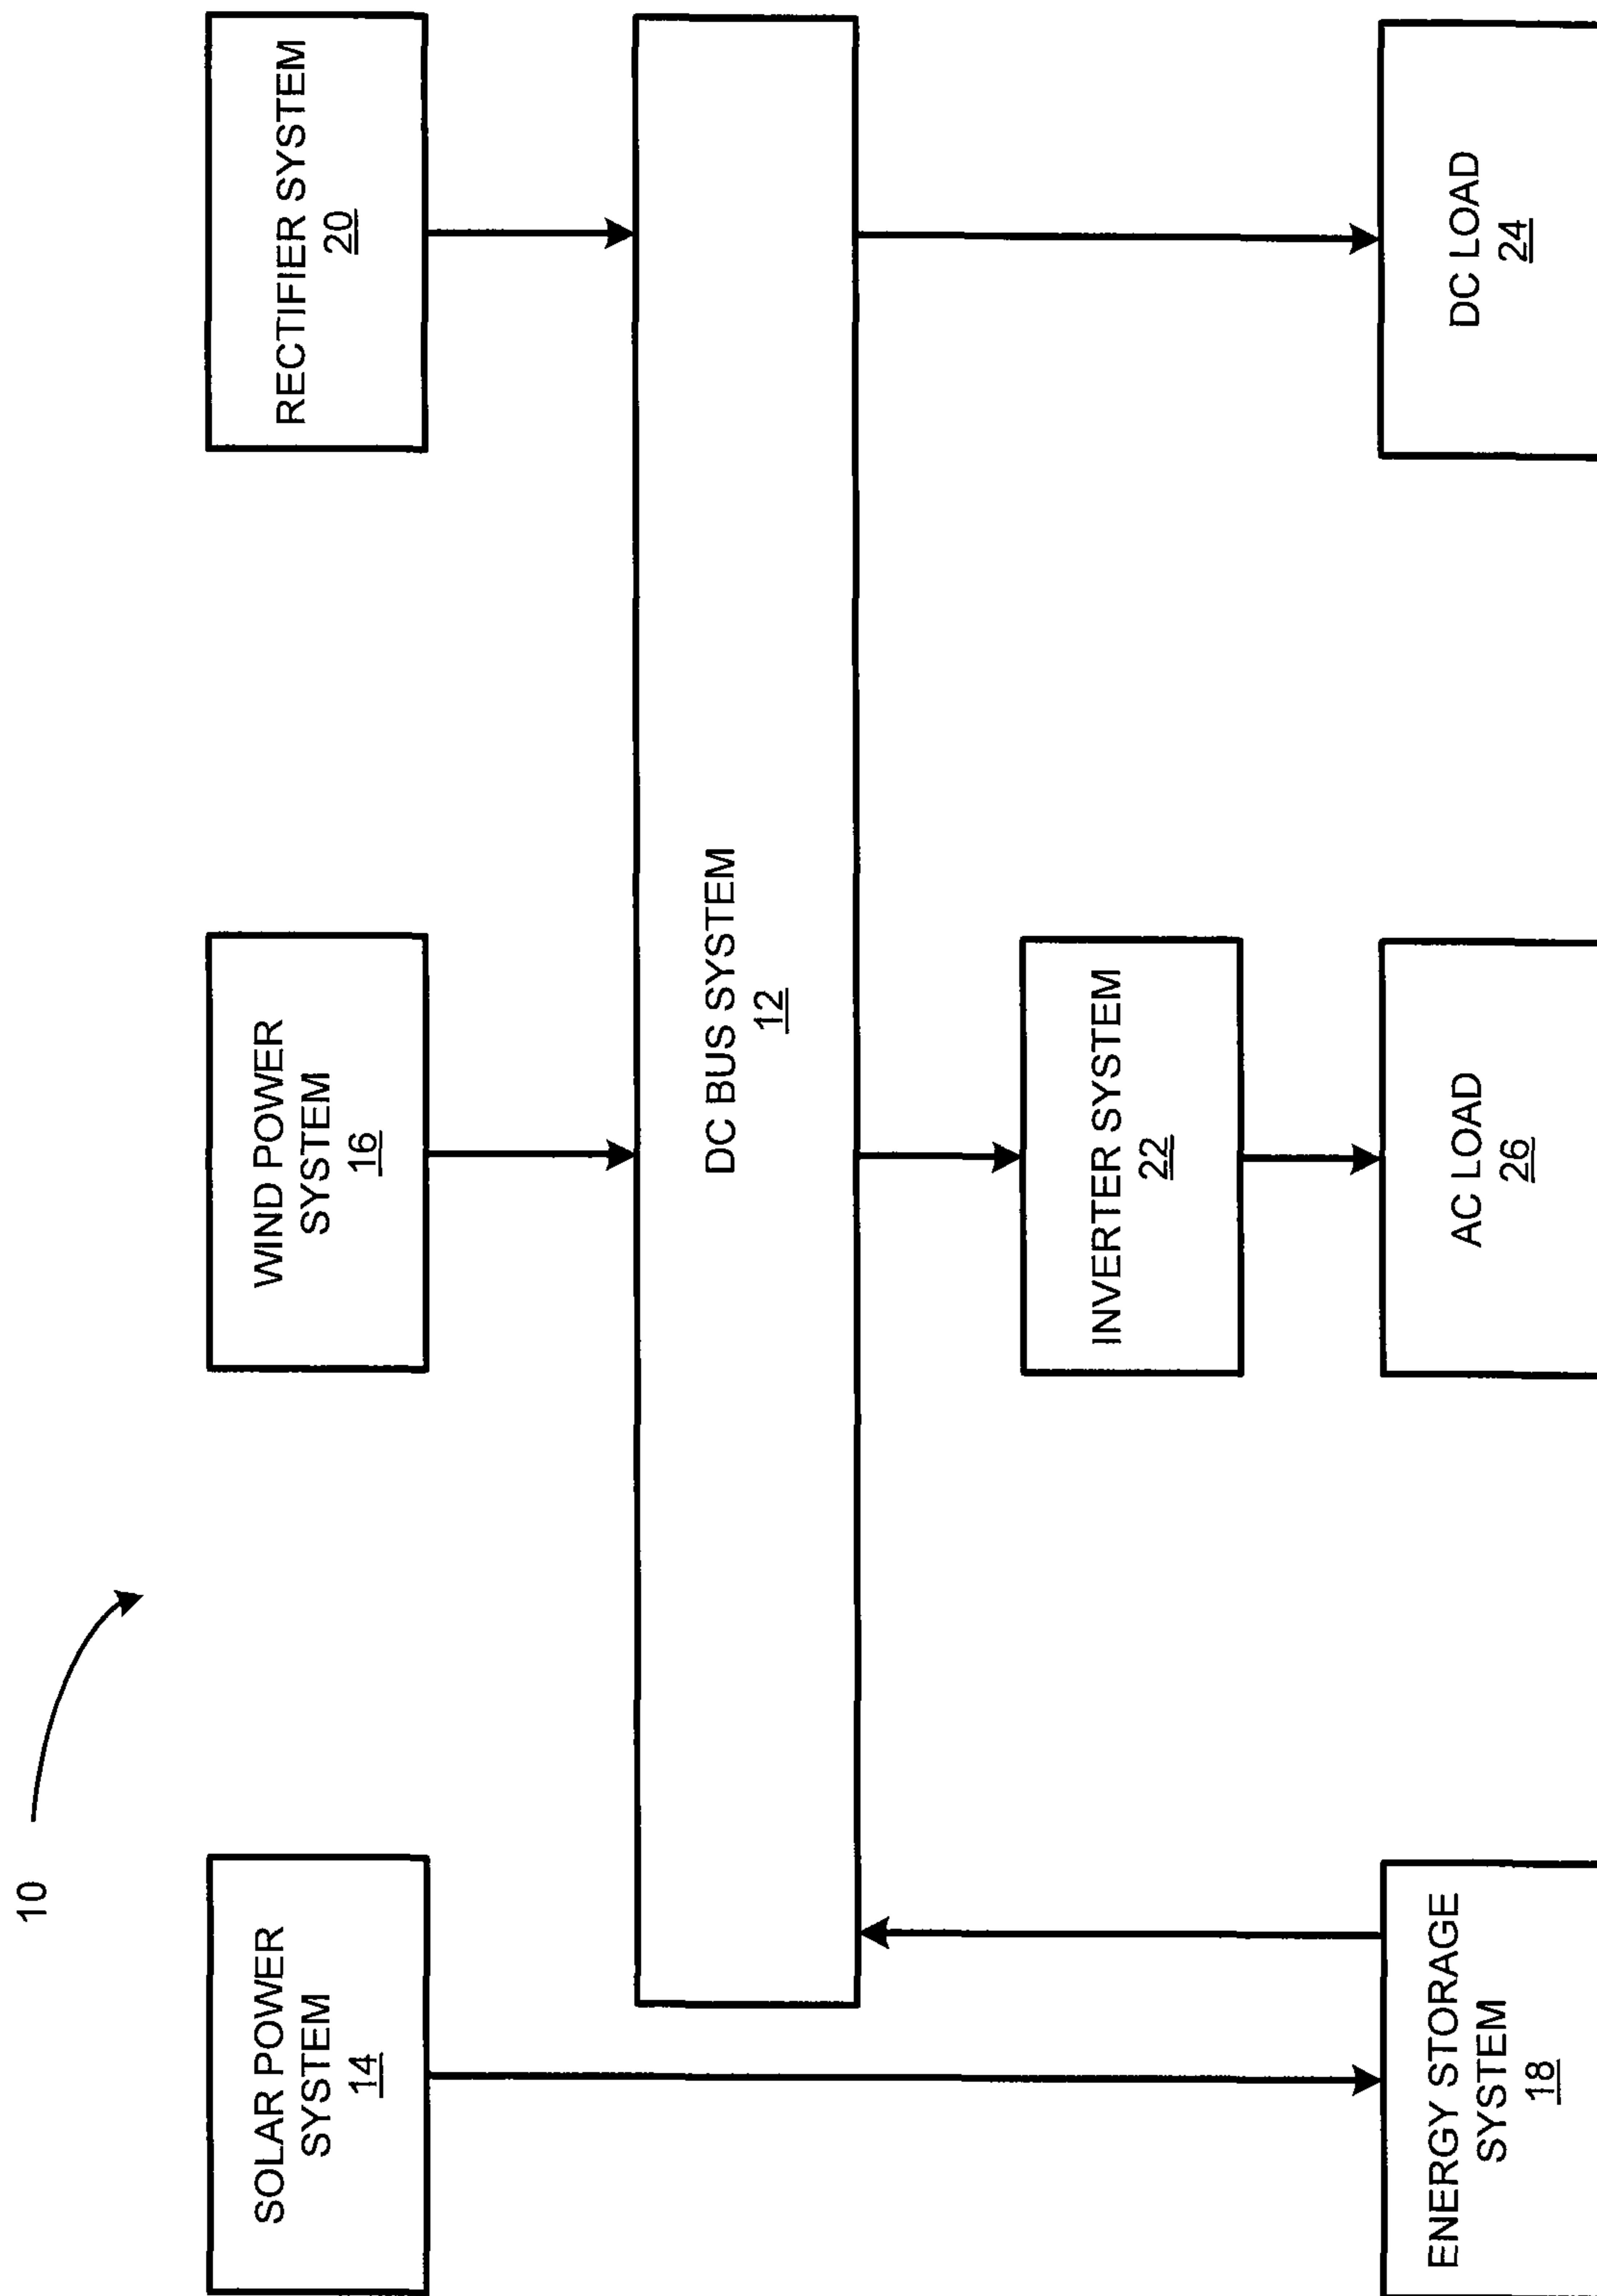 10
SOLAR POWER
SYSTEM
14
WIND POWER
SYSTEM
16
RECTIFIER SYSTEM
20
DC BUS SYSTEM
12
INVERTER SYSTEM
22
ENERGY STORAGE
SYSTEM
18
AC LOAD
26
DC LOAD
24